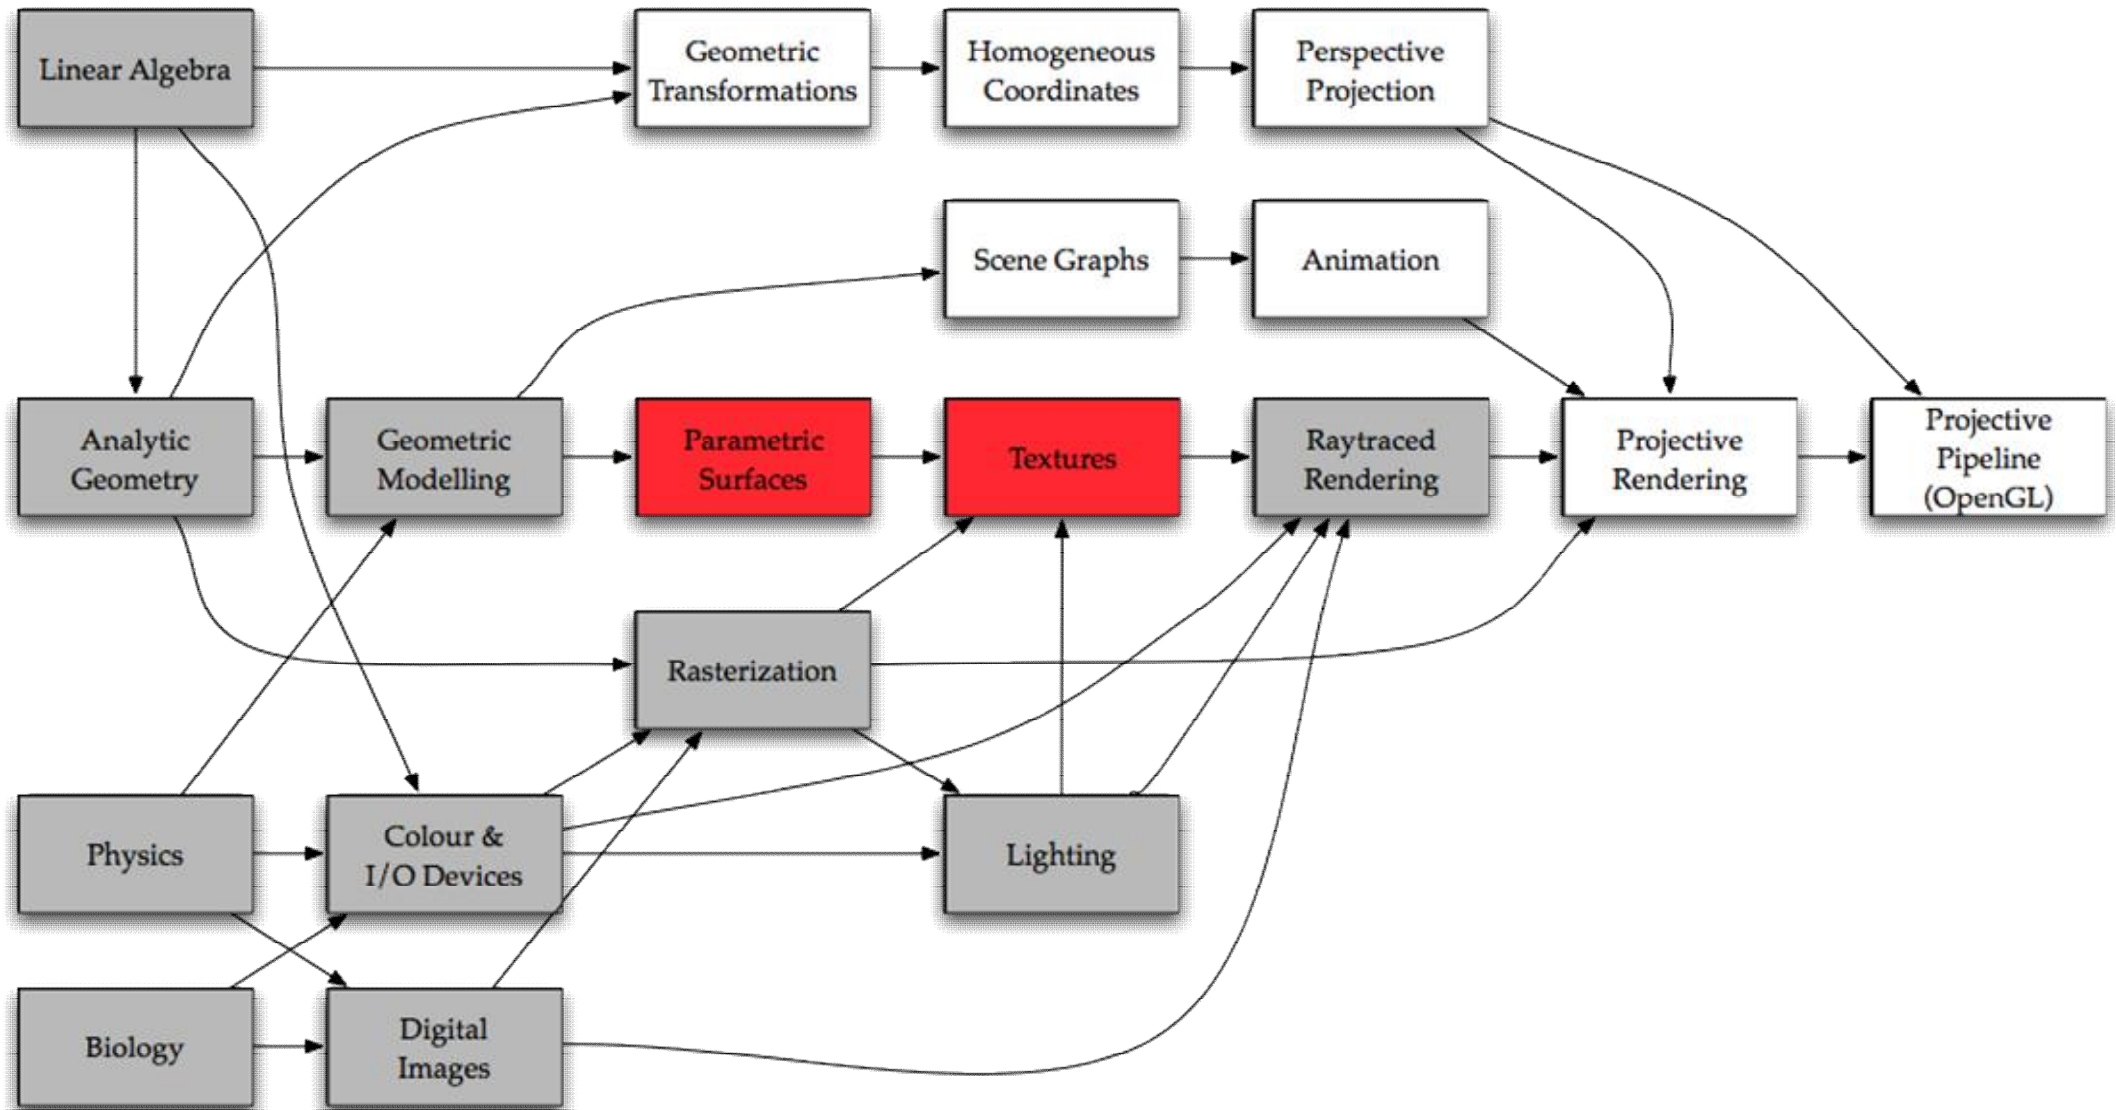 Linear Algebra
Geometric
Transformations
Homogeneous
Coordinates
Perspective
Projection
Scene Graphs
Animation
Analytic
Geometry
Geometric
Modelling
Parametric
Surfaces
Textures
Raytraced
Rendering
Projective
Rendering
Projective
Pipeline
(OpenGL)
Rasterization
Physics
Colour &
I/O Devices
Lighting
Biology
Digital
Images